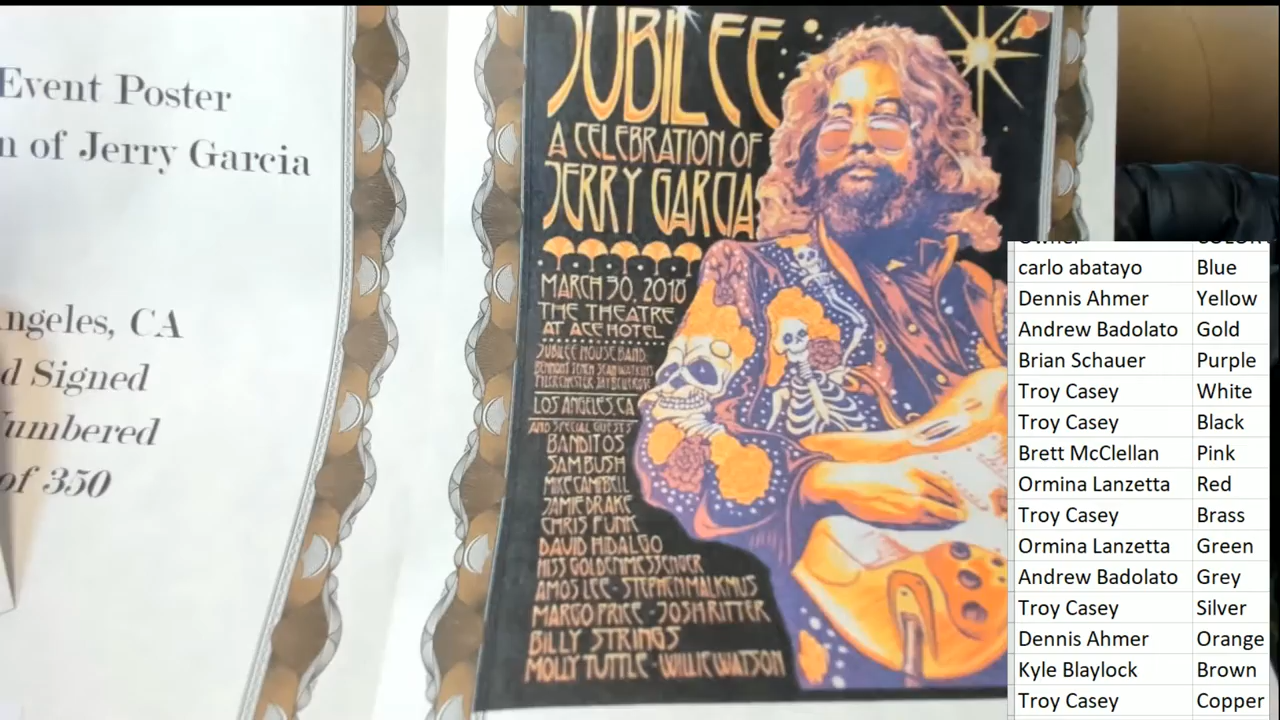 Event Poster
n of Jerry Garcia
ngeles, CA
d Signed
Numbered
of 350
JUBILEE
A CELEBRATION OF
JERRY GARCIA
MARCH 30, 2018
THE THEATRE
AT ACE HOTEL
JUBILEE HOUSE BAND:
LOS ANGELES, CA
AND SPECIAL GUESTS
BANDITOS
SAM BUSH
MIKE CAMPBELL
JAMIE DRAKE
CHRIS FUNK
DAVID HIDALGO
HISS GOLDEN MESSENGER
AMOS LEE - STEPHEN MALKMUS
MARGO PRICE - JOSH RITTER
BILLY STRINGS
MOLLY TUTTLE - WILLIE WATSON
Owner
carlo abatayo Blue
Dennis Ahmer Yellow
Andrew Badolato Gold
Brian Schauer Purple
Troy Casey White
Troy Casey Black
Brett McClellan Pink
Ormina Lanzetta Red
Troy Casey Brass
Ormina Lanzetta Green
Andrew Badolato Grey
Troy Casey Silver
Dennis Ahmer Orange
Kyle Blaylock Brown
Troy Casey Copper